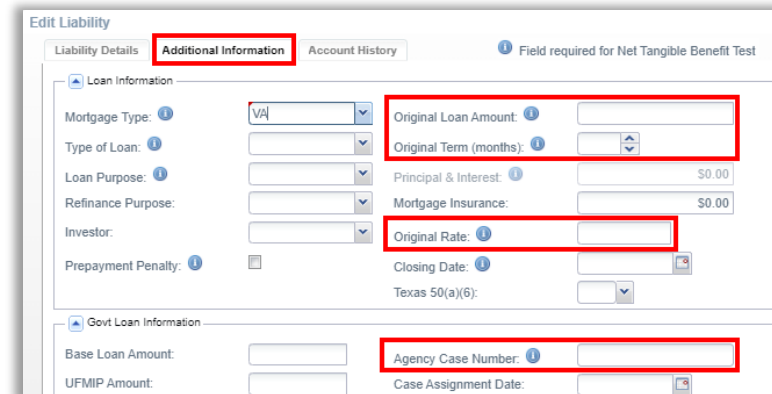 Edit Liability
Liability Details Additional Information Account History Field required for Net Tangible Benefit Test
Loan Information
Mortgage Type: VA Original Loan Amount:
Type of Loan: Original Term (months):
Loan Purpose: Principal & Interest: $0.00
Refinance Purpose: Mortgage Insurance: $0.00
Investor: Original Rate:
Prepayment Penalty: Closing Date:
Texas 50(a)(6):
Govt Loan Information
Base Loan Amount: Agency Case Number:
UFMIP Amount: Case Assignment Date: